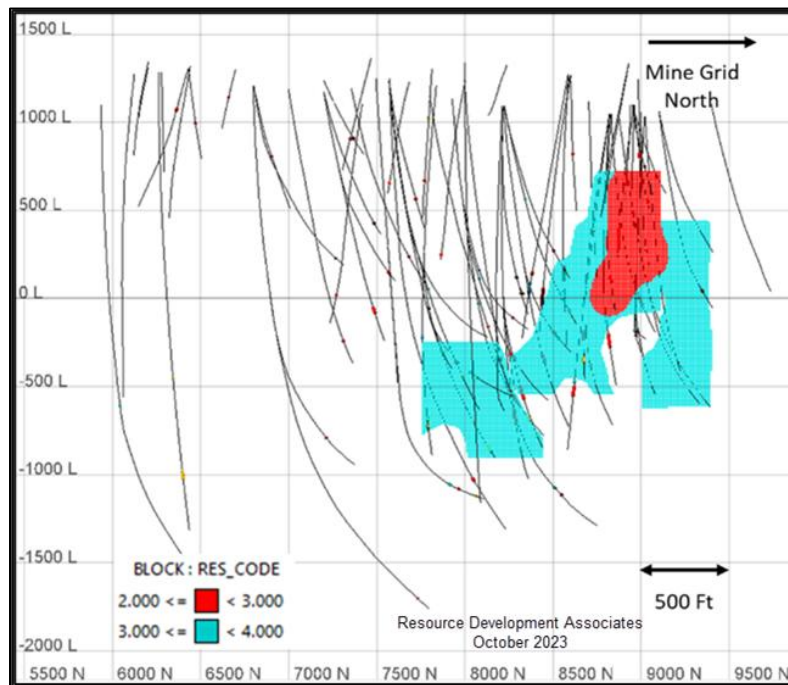 1500 L
Mine Grid
North
1000 L
500 L
0 L
-500 L
-1000 L
-1500 L
BLOCK : RES_CODE
2.000 <= < 3.000
3.000 <= < 4.000
500 Ft
Resource Development Associates
October 2023
-2000 L
5500 N 6000 N 6500 N 7000 N 7500 N 8000 N 8500 N 9000 N 9500 N